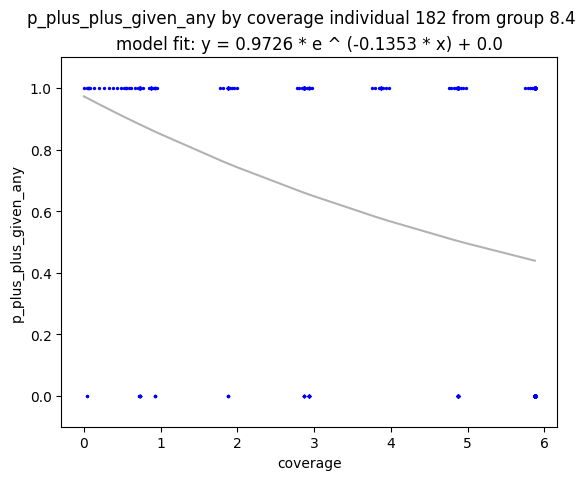 p_plus_plus_given_any by coverage individual 182 from group 8.4
model fit: y = 0.9726 * e ^ (-0.1353 * x) + 0.0
1.0
0.8
0.6
0.4
0.2
0.0
p_plus_plus_given_any
0 1 2 3 4 5 6
coverage